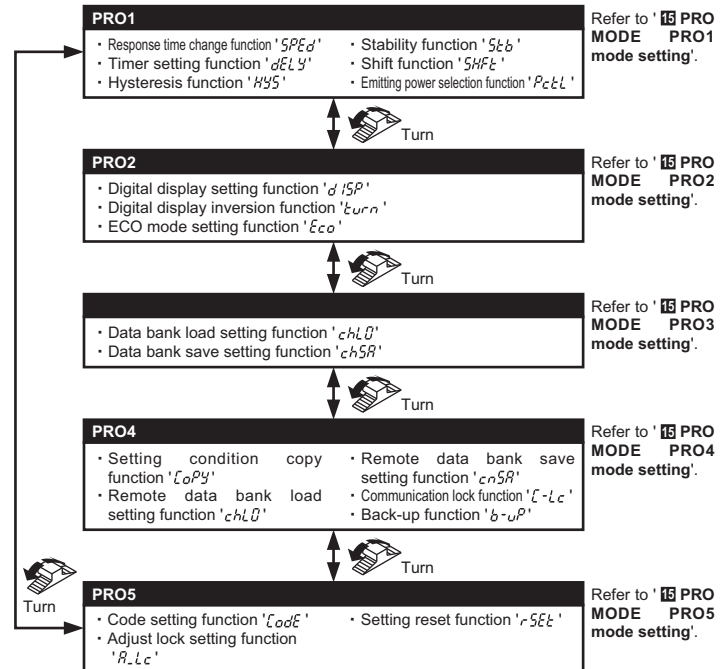 PRO1
・Response time change function 'SPEd'
・Timer setting function 'dELY'
・Hysteresis function 'HYS'
・Stability function 'Stb'
・Shift function 'SHFt'
・Emitting power selection function 'PctL'
Refer to ' 15 PRO
MODE PRO1
mode setting'.
Turn
PRO2
・Digital display setting function 'dISP'
・Digital display inversion function 'turn'
・ECO mode setting function 'Eco'
Refer to ' 15 PRO
MODE PRO2
mode setting'.
Turn
・Data bank load setting function 'chLO'
・Data bank save setting function 'chSA'
Refer to ' 15 PRO
MODE PRO3
mode setting'.
Turn
PRO4
・Setting condition copy
function 'CoPY'
・Remote data bank load
setting function 'chLO'
・Remote data bank save
setting function 'cnSA'
・Communication lock function 'C-Lc'
・Back-up function 'b-uP'
Refer to ' 15 PRO
MODE PRO4
mode setting'.
Turn
Turn
PRO5
・Code setting function 'CodE'
・Adjust lock setting function
'A_Lc'
・Setting reset function 'rSEt'
Refer to ' 15 PRO
MODE PRO5
mode setting'.